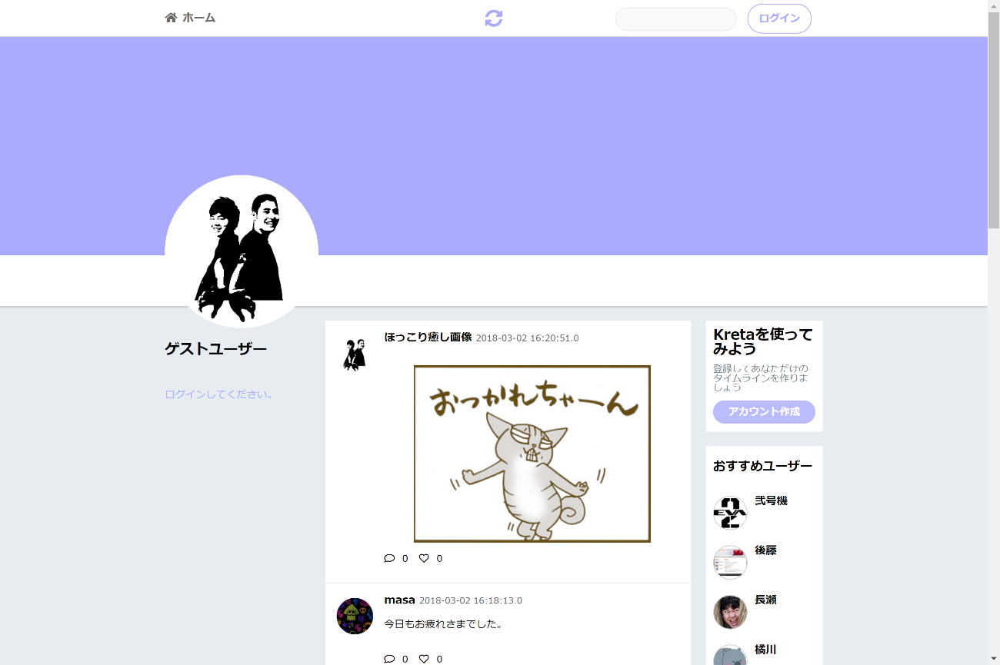 ホーム
ログイン
ゲストユーザー
ログインしてください。
ほっこり癒し画像 2018-03-02 16:20:51.0
おつかれちゃーん
0 0
masa 2018-03-02 16:18:13.0
今日もお疲れさまでした。
0 0
Kretaを使って
みよう
登録してあなただけの
タイムラインを作りま
しょう
アカウント作成
おすすめユーザー
弐号機
EVA
2
後藤
長瀬
橘川